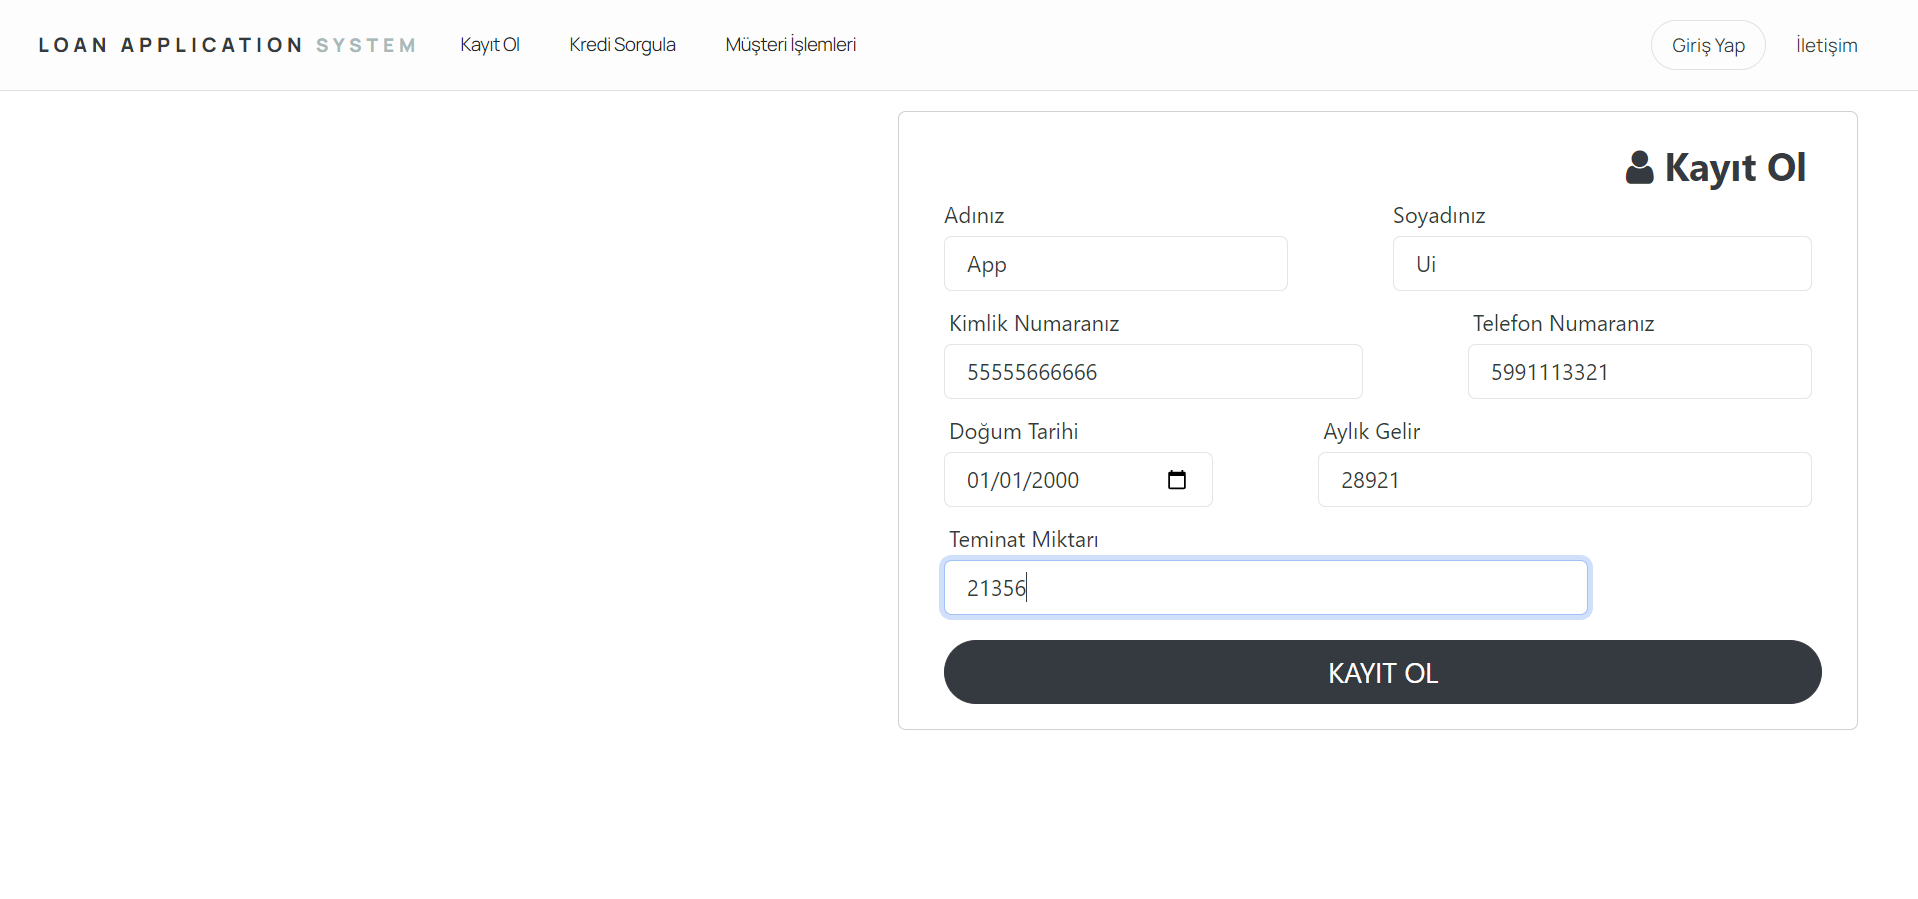 LOAN APPLICATION SYSTEM Kayıt Ol Kredi Sorgula Müşteri İşlemleri Giriş Yap İletişim
Kayıt Ol
Adınız Soyadınız
App Ui
Kimlik Numaranız Telefon Numaranız
55555666666 5991113321
Doğum Tarihi Aylık Gelir
01/01/2000 28921
Teminat Miktarı
21356
KAYIT OL